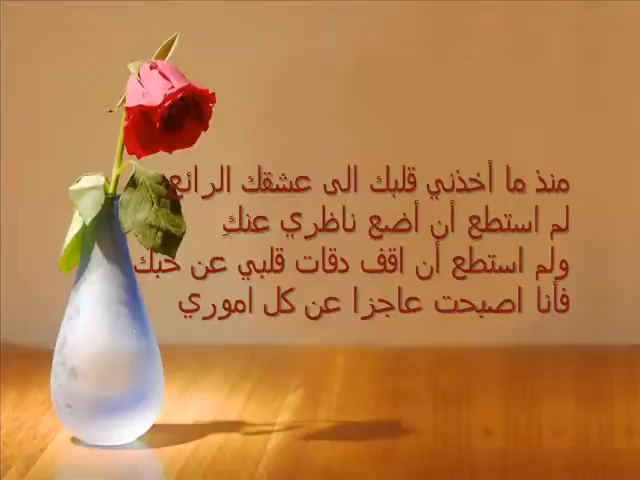 منذ ما أخذني قلبك الى عشقك الرائع
لم استطع أن أضع ناظري عنكِ
ولم استطع أن اقف دقات قلبي عن حبك
فأنا اصبحت عاجزا عن كل اموري